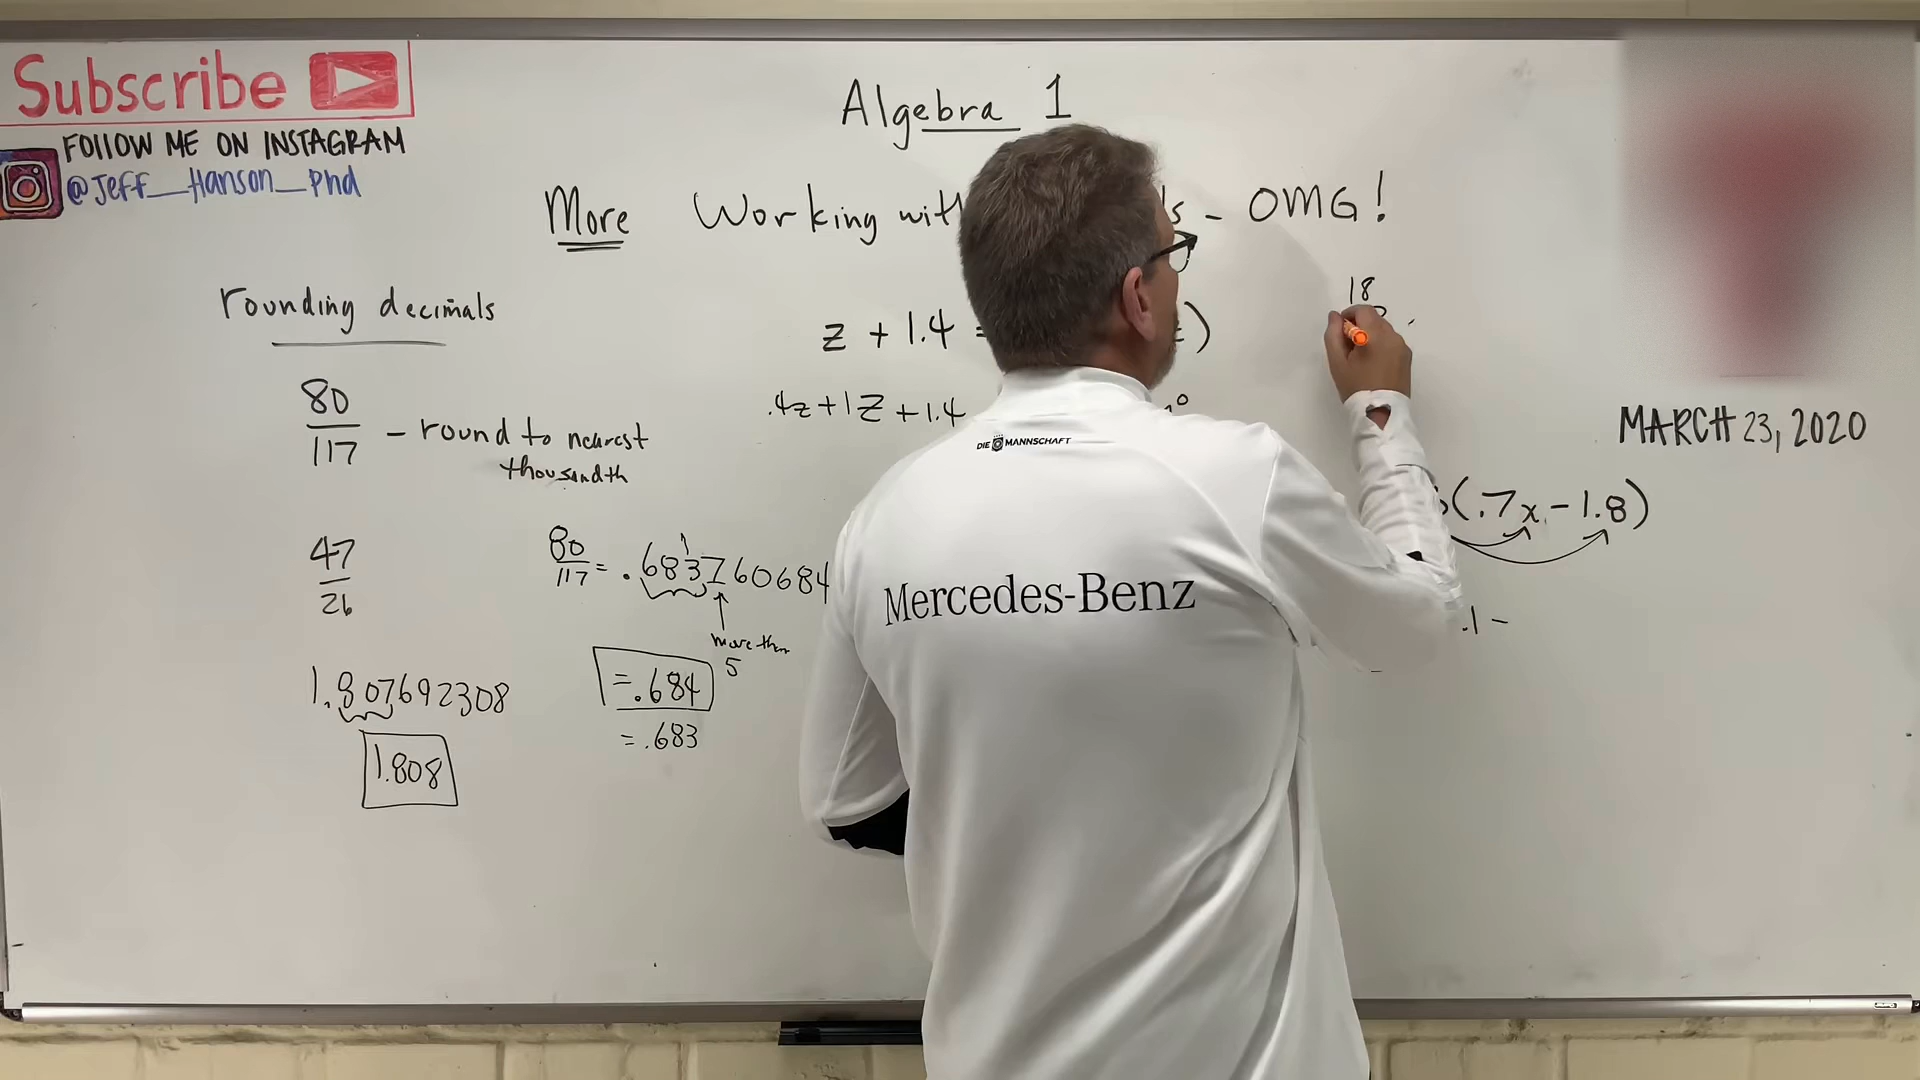 Subscribe
FOllOW ME ON INSTAGRAM
@Jeff_Hanson_Phd
Algebra 1
More Working with - OMG!
rounding decimals
80
117
- round to nearest
thousandth
47
26
1.807692308
1.808
80
117
= .6837760684
more than
5
= .684
= .683
z + 1.4
.4z + 1z + 1.4
18
MARCH 23, 2020
(.7x - 1.8)
.1 -
DIE MANNSCHAFT
Mercedes-Benz